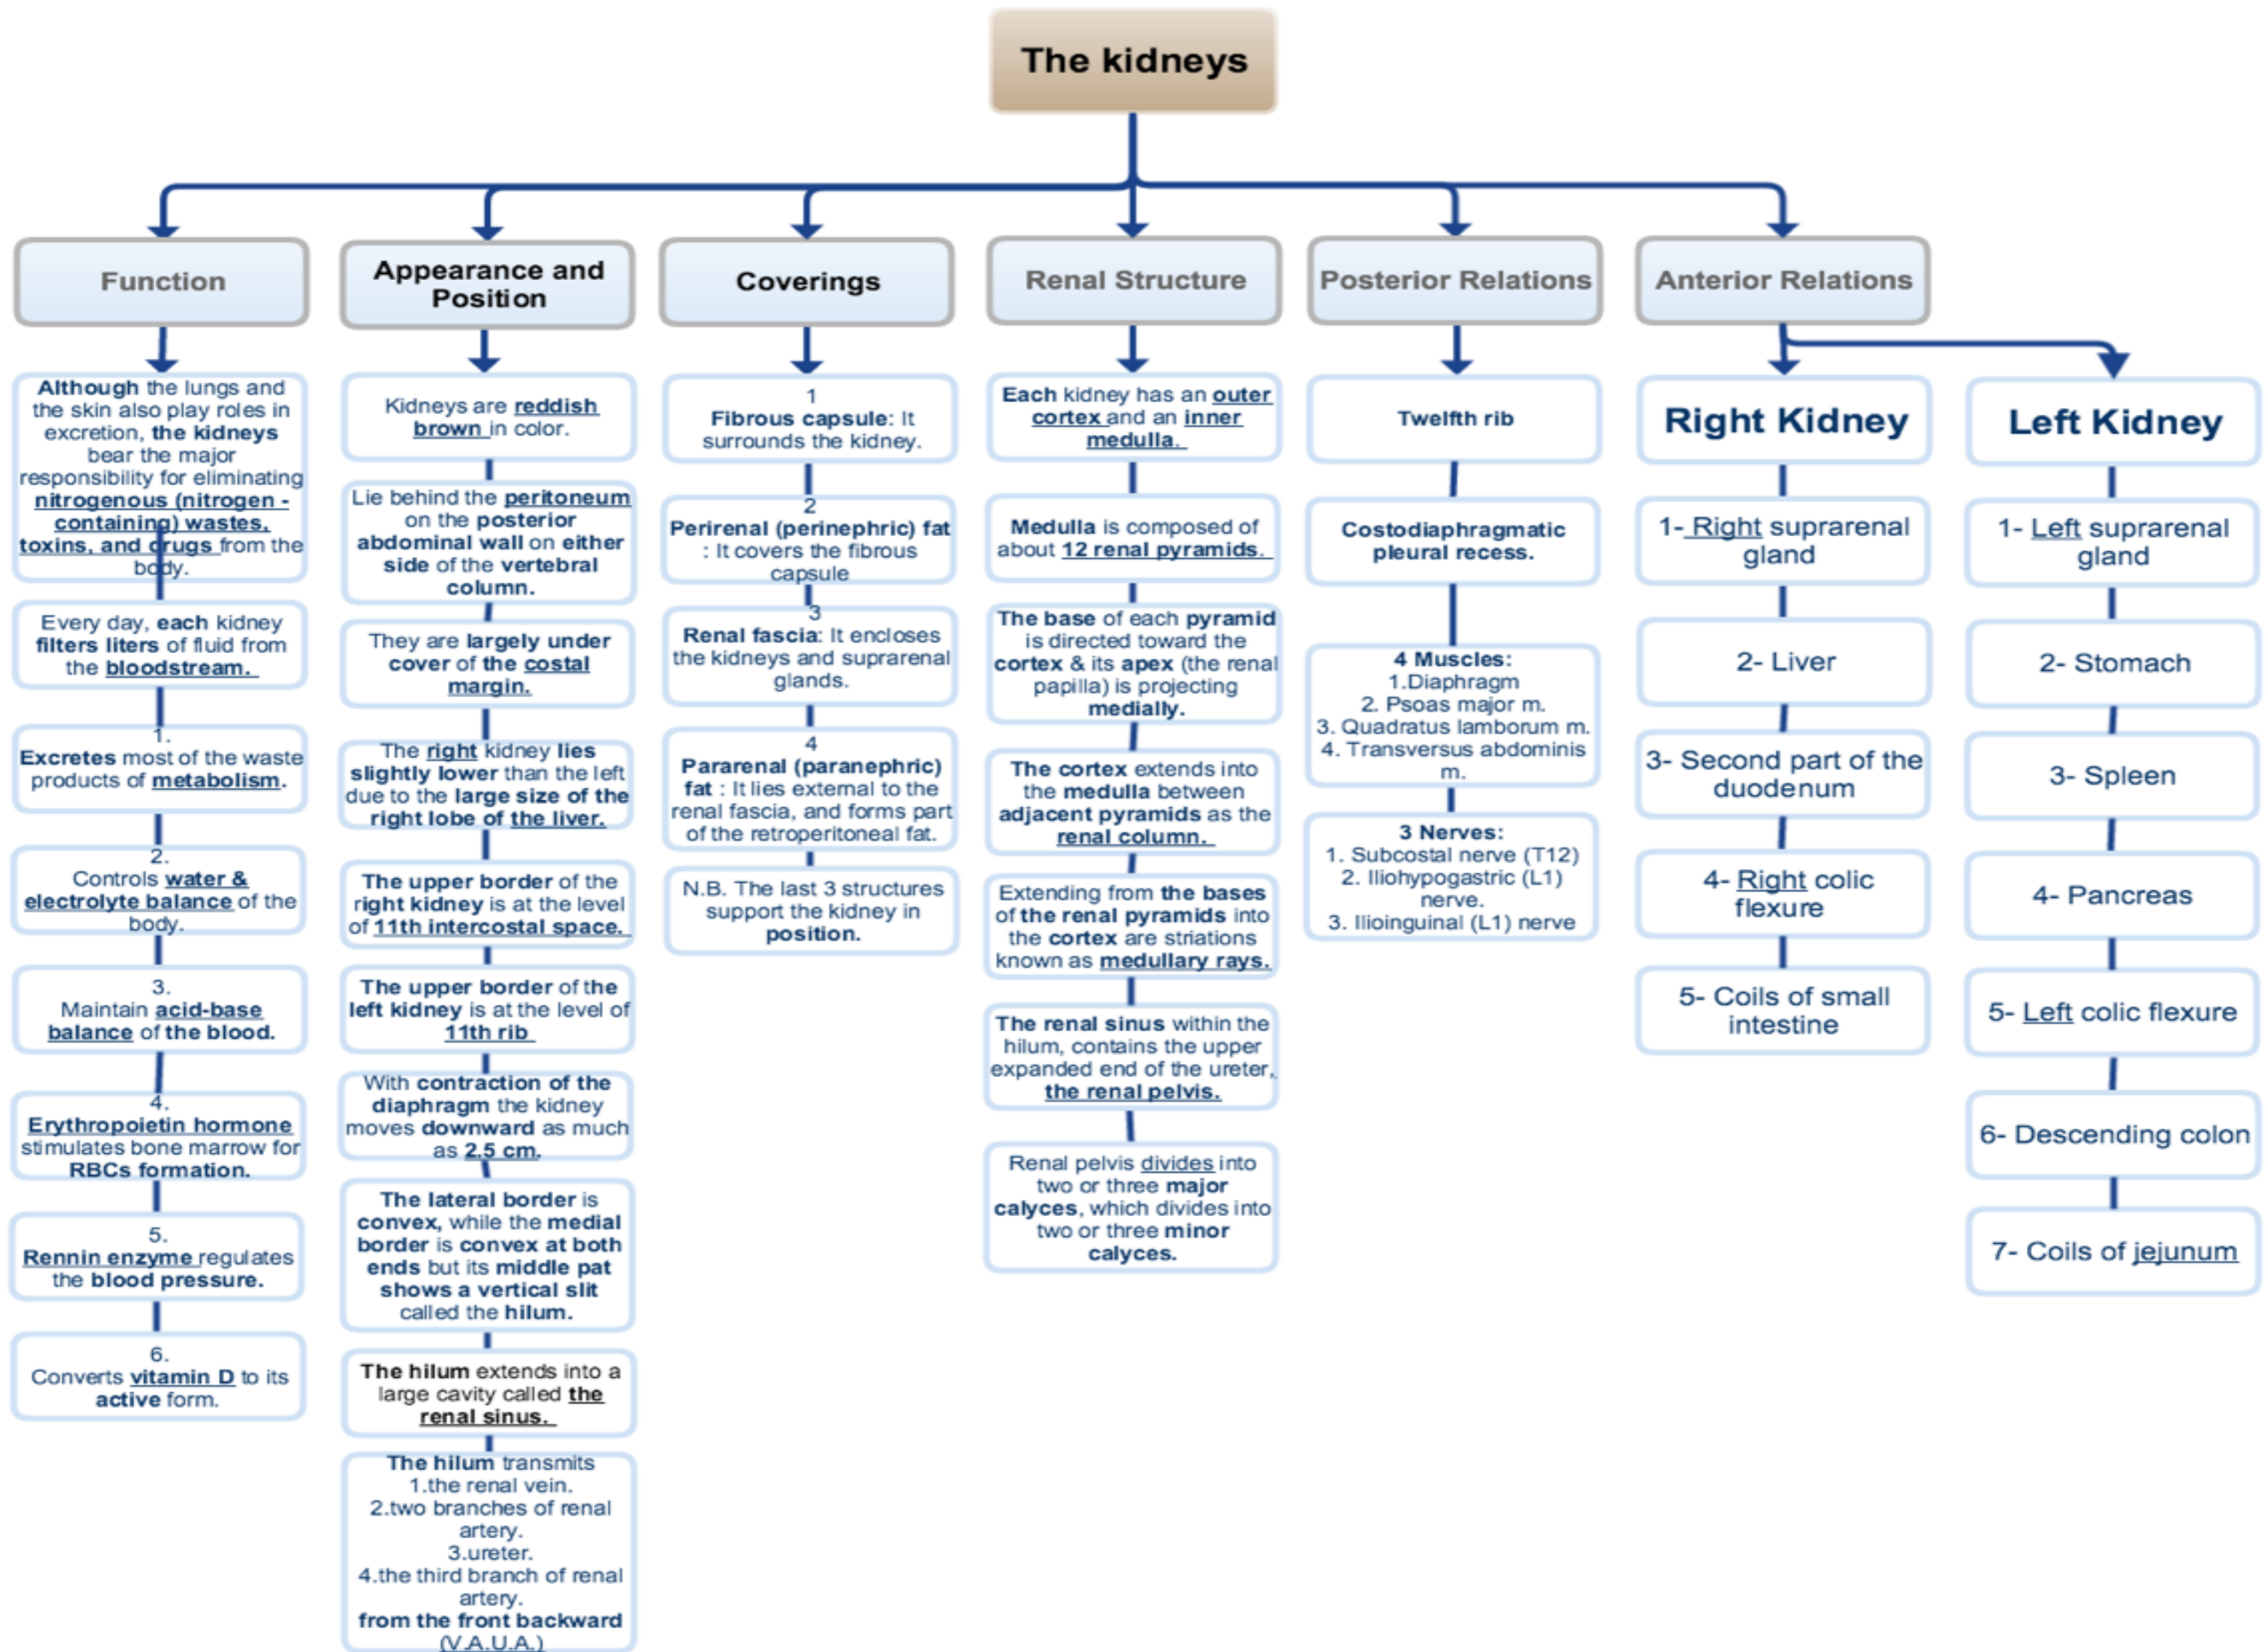 The kidneys
Function
Although the lungs and
the skin also play roles in
excretion, the kidneys
bear the major
responsibility for eliminating
nitrogenous (nitrogen -
containing) wastes,
toxins, and drugs from the
body.
Every day, each kidney
filters liters of fluid from
the bloodstream.
1.
Excretes most of the waste
products of metabolism.
2.
Controls water &
electrolyte balance of the
body.
3.
Maintain acid-base
balance of the blood.
4.
Erythropoietin hormone
stimulates bone marrow for
RBCs formation.
5.
Rennin enzyme regulates
the blood pressure.
6.
Converts vitamin D to its
active form.
Appearance and
Position
Kidneys are reddish
brown in color.
Lie behind the peritoneum
on the posterior
abdominal wall on either
side of the vertebral
column.
They are largely under
cover of the costal
margin.
The right kidney lies
slightly lower than the left
due to the large size of the
right lobe of the liver.
The upper border of the
right kidney is at the level
of 11th intercostal space.
The upper border of the
left kidney is at the level of
11th rib
With contraction of the
diaphragm the kidney
moves downward as much
as 2.5 cm.
The lateral border is
convex, while the medial
border is convex at both
ends but its middle pat
shows a vertical slit
called the hilum.
The hilum extends into a
large cavity called the
renal sinus.
The hilum transmits
1.the renal vein.
2.two branches of renal
artery.
3.ureter.
4.the third branch of renal
artery.
from the front backward
(V.A.U.A.)
Coverings
1
Fibrous capsule: It
surrounds the kidney.
2
Perirenal (perinephric) fat
: It covers the fibrous
capsule
3
Renal fascia: It encloses
the kidneys and suprarenal
glands.
4
Pararenal (paranephric)
fat : It lies external to the
renal fascia, and forms part
of the retroperitoneal fat.
N.B. The last 3 structures
support the kidney in
position.
Renal Structure
Each kidney has an outer
cortex and an inner
medulla.
Medulla is composed of
about 12 renal pyramids.
The base of each pyramid
is directed toward the
cortex & its apex (the renal
papilla) is projecting
medially.
The cortex extends into
the medulla between
adjacent pyramids as the
renal column.
Extending from the bases
of the renal pyramids into
the cortex are striations
known as medullary rays.
The renal sinus within the
hilum, contains the upper
expanded end of the ureter,
the renal pelvis.
Renal pelvis divides into
two or three major
calyces, which divides into
two or three minor
calyces.
Posterior Relations
Twelfth rib
Costodiaphragmatic
pleural recess.
4 Muscles:
1.Diaphragm
2. Psoas major m.
3. Quadratus lamborum m.
4. Transversus abdominis
m.
3 Nerves:
1. Subcostal nerve (T12)
2. Iliohypogastric (L1)
nerve.
3. Ilioinguinal (L1) nerve
Anterior Relations
Right Kidney
1- Right suprarenal
gland
2- Liver
3- Second part of the
duodenum
4- Right colic
flexure
5- Coils of small
intestine
Left Kidney
1- Left suprarenal
gland
2- Stomach
3- Spleen
4- Pancreas
5- Left colic flexure
6- Descending colon
7- Coils of jejunum